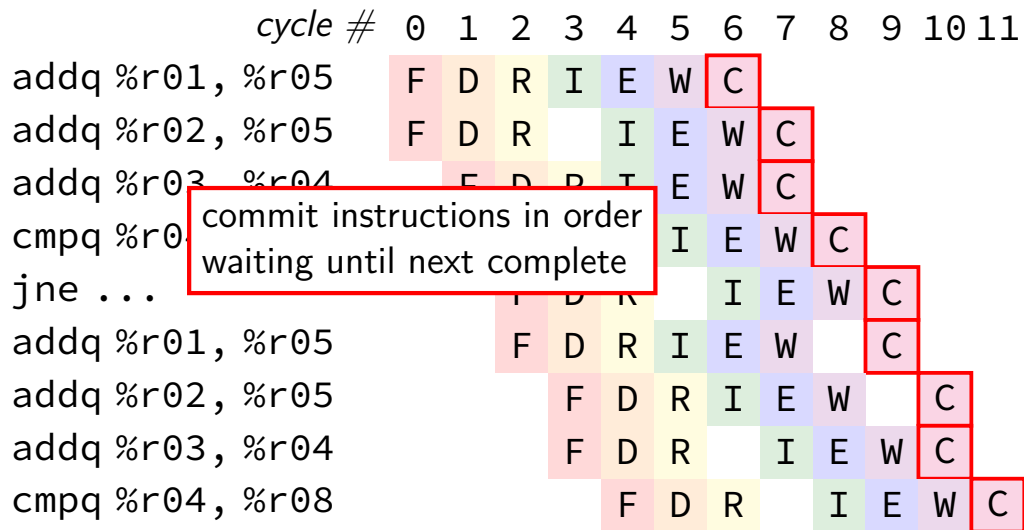 cycle # 0 1 2 3 4 5 6 7 8 9 10 11
addq %r01, %r05 F D R I E W C
addq %r02, %r05 F D R I E W C
addq %r03, %r04 F D R I E W C
commit instructions in order
waiting until next complete
cmpq I E W C
jne ... F D R I E W C
addq %r01, %r05 F D R I E W C
addq %r02, %r05 F D R I E W C
addq %r03, %r04 F D R I E W C
cmpq %r04, %r08 F D R I E W C